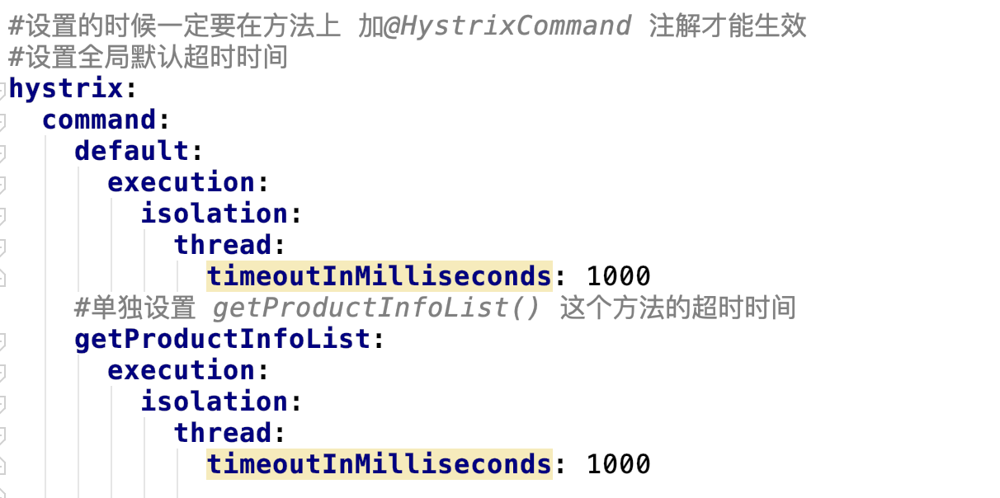 #设置的时候一定要在方法上 加@HystrixCommand 注解才能生效
#设置全局默认超时时间
hystrix:
  command:
    default:
      execution:
        isolation:
          thread:
            timeoutInMilliseconds: 1000
    #单独设置 getProductInfoList() 这个方法的超时时间
    getProductInfoList:
      execution:
        isolation:
          thread:
            timeoutInMilliseconds: 1000